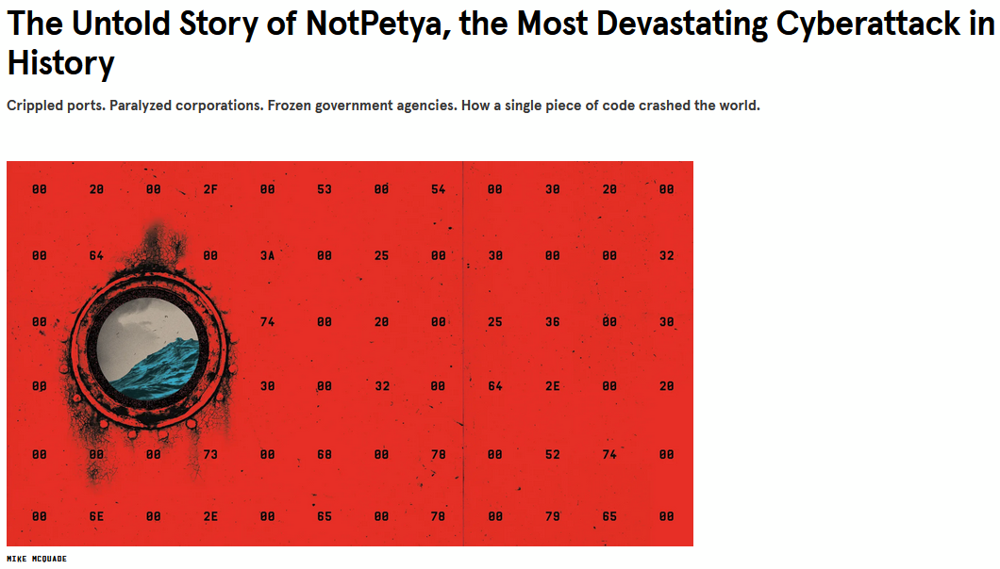 The Untold Story of NotPetya, the Most Devastating Cyberattack in
History
Crippled ports. Paralyzed corporations. Frozen government agencies. How a single piece of code crashed the world.
00 20 00 2F 00 53 00 54 00 30 20 00
00 64 00 3A 00 25 00 30 00 00 32
00 74 00 20 00 25 36 00 30
00 30 00 32 00 64 2E 00 20
00 00 00 73 00 68 00 70 00 52 74 00
00 6E 00 2E 00 65 00 78 00 79 65 00
MIKE MCQUADE